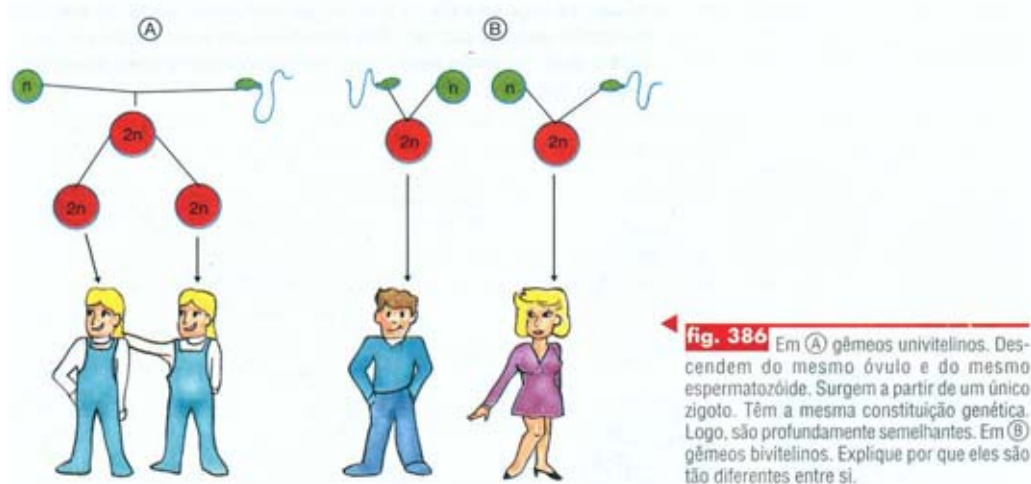 A B
n n n
2n 2n 2n
2n 2n
fig. 386 Em A gêmeos univitelinos. Des-
cendem do mesmo óvulo e do mesmo
espermatozóide. Surgem a partir de um único
zigoto. Têm a mesma constituição genética.
Logo, são profundamente semelhantes. Em B
gêmeos bivitelinos. Explique por que eles são
tão diferentes entre si.